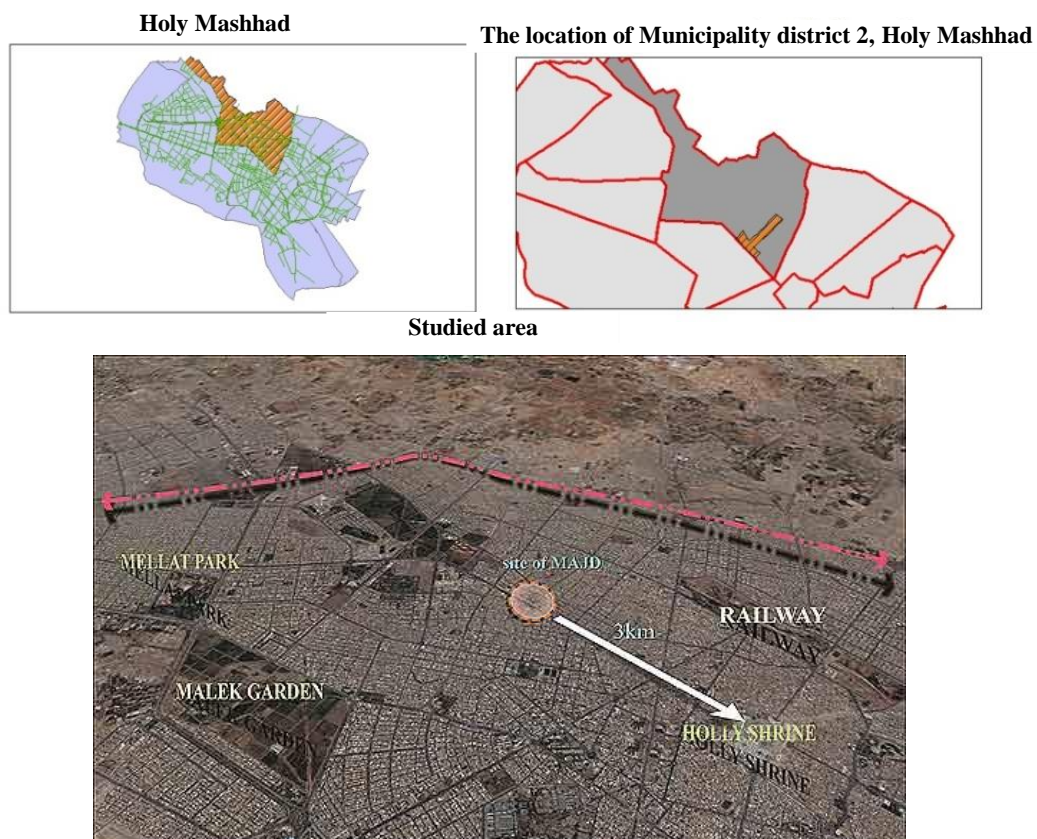 Holy Mashhad
The location of Municipality district 2, Holy Mashhad
Studied area
MELLAT PARK
site of MAJD
RAILWAY
3km
MALEK GARDEN
HOLLY SHRINE